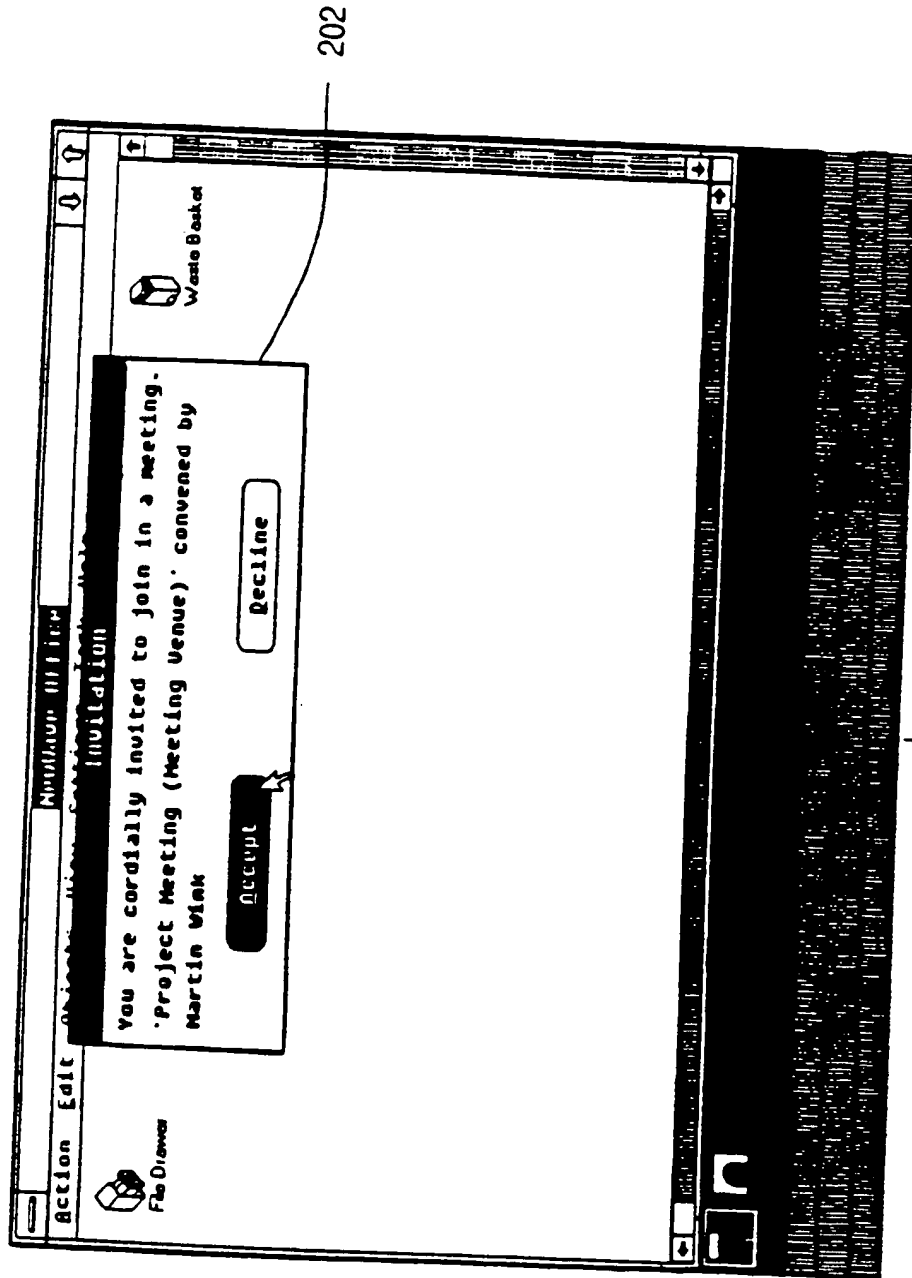 202
Action Edit
Invitation
You are cordially invited to join in a meeting.
'Project Meeting (Meeting Venue)' convened by
Martin Wink
Accept Decline
File Drawer
Waste Basket